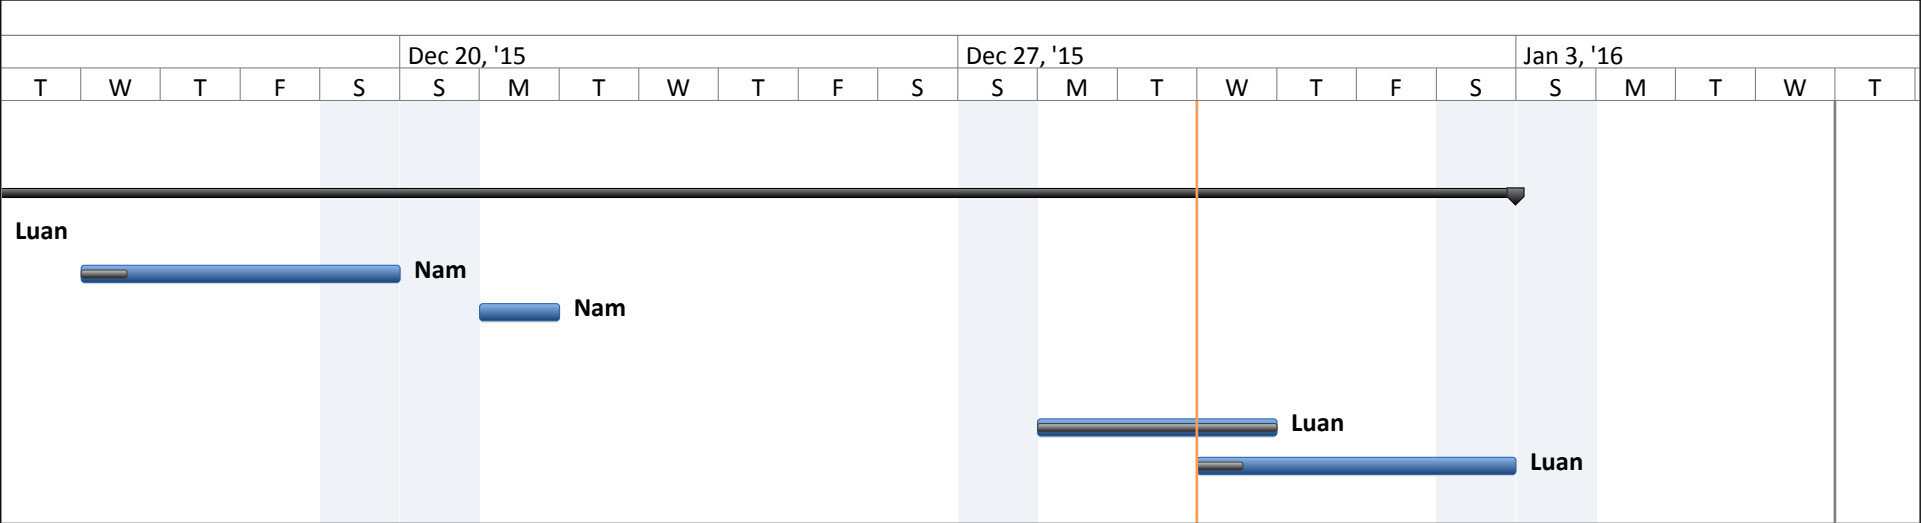 Dec 20, '15 Dec 27, '15 Jan 3, '16
T W T F S S M T W T F S S M T W T F S S M T W T
Luan
Nam
Nam
Luan
Luan